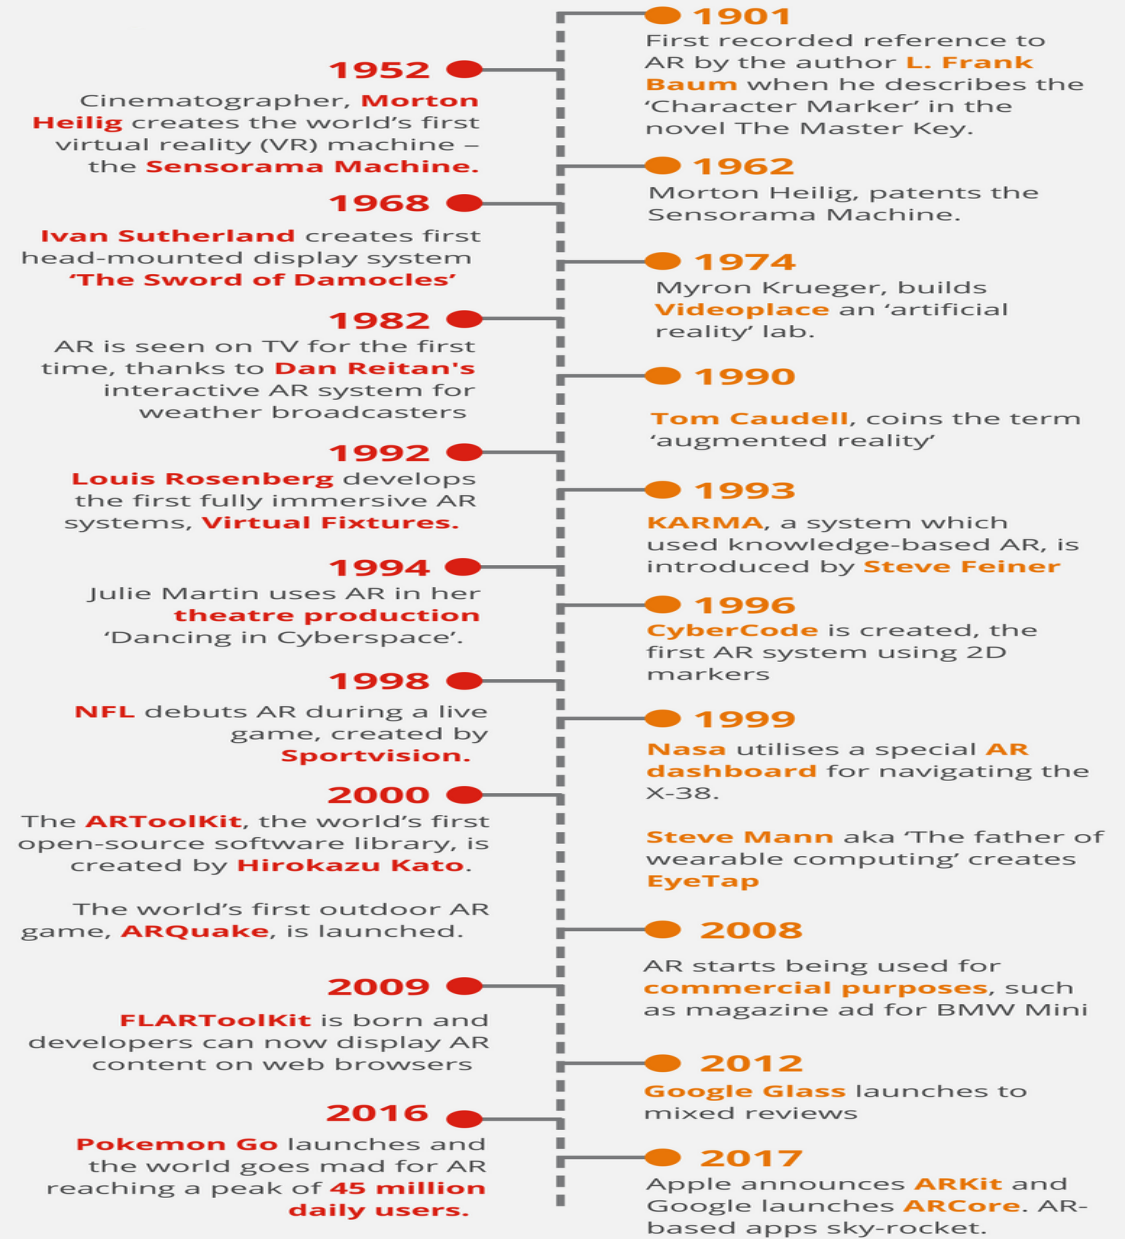 1901
First recorded reference to
AR by the author L. Frank
Baum when he describes the
‘Character Marker’ in the
novel The Master Key.
1952
Cinematographer, Morton
Heilig creates the world’s first
virtual reality (VR) machine –
the Sensorama Machine.
1962
Morton Heilig, patents the
Sensorama Machine.
1968
Ivan Sutherland creates first
head-mounted display system
‘The Sword of Damocles’
1974
Myron Krueger, builds
Videoplace an ‘artificial
reality’ lab.
1982
AR is seen on TV for the first
time, thanks to Dan Reitan's
interactive AR system for
weather broadcasters
1990
Tom Caudell, coins the term
‘augmented reality’
1992
Louis Rosenberg develops
the first fully immersive AR
systems, Virtual Fixtures.
1993
KARMA, a system which
used knowledge-based AR, is
introduced by Steve Feiner
1994
Julie Martin uses AR in her
theatre production
‘Dancing in Cyberspace’.
1996
CyberCode is created, the
first AR system using 2D
markers
1998
NFL debuts AR during a live
game, created by
Sportvision.
1999
Nasa utilises a special AR
dashboard for navigating the
X-38.
Steve Mann aka ‘The father of
wearable computing’ creates
EyeTap
2000
The ARToolKit, the world’s first
open-source software library, is
created by Hirokazu Kato.
The world’s first outdoor AR
game, ARQuake, is launched.
2008
AR starts being used for
commercial purposes, such
as magazine ad for BMW Mini
2009
FLARToolKit is born and
developers can now display AR
content on web browsers
2012
Google Glass launches to
mixed reviews
2016
Pokemon Go launches and
the world goes mad for AR
reaching a peak of 45 million
daily users.
2017
Apple announces ARKit and
Google launches ARCore. AR-
based apps sky-rocket.